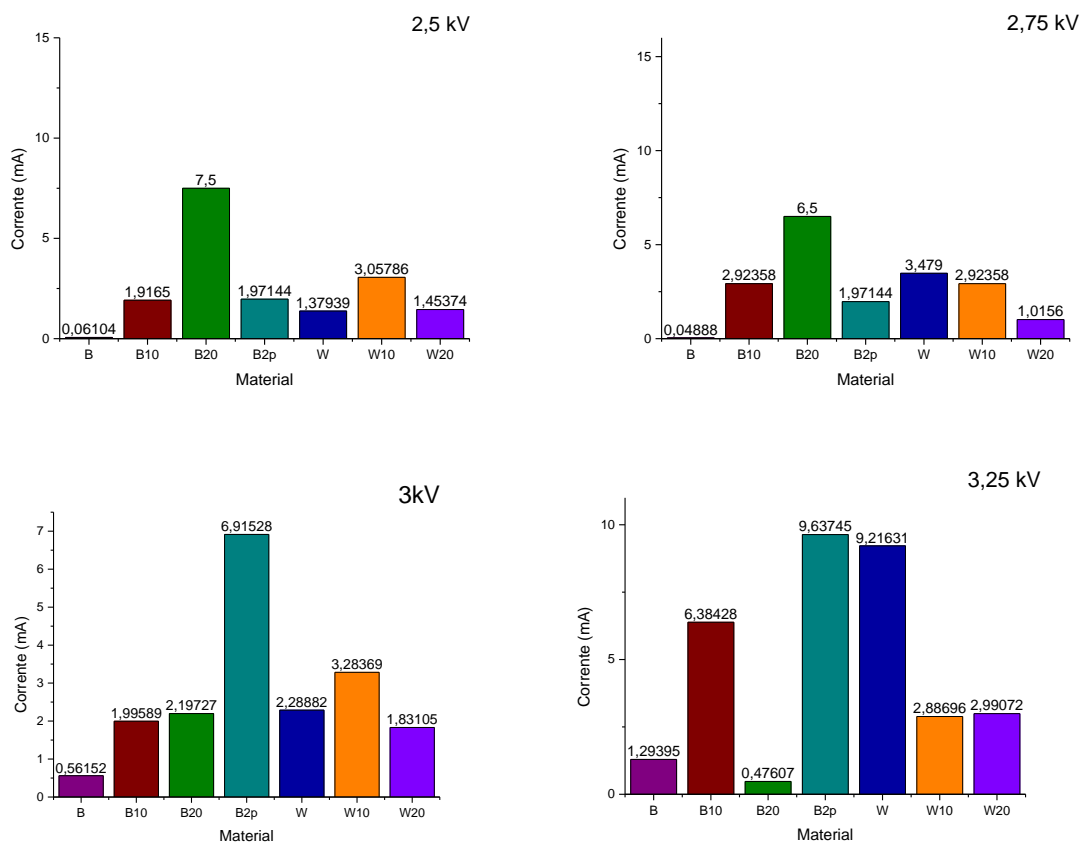 2,5 kV
Corrente (mA)
15
10
5
0
0,06104
1,9165
7,5
1,97144
1,37939
3,05786
1,45374
B B10 B20 B2p W W10 W20
Material
2,75 kV
Corrente (mA)
15
10
5
0
0,04888
2,92358
6,5
1,97144
3,479
2,92358
1,0156
B B10 B20 B2p W W10 W20
Material
3kV
Corrente (mA)
7
6
5
4
3
2
1
0
0,56152
1,99589
2,19727
6,91528
2,28882
3,28369
1,83105
B B10 B20 B2p W W10 W20
Material
3,25 kV
Corrente (mA)
10
5
0
1,29395
6,38428
0,47607
9,63745
9,21631
2,88696
2,99072
B B10 B20 B2p W W10 W20
Material